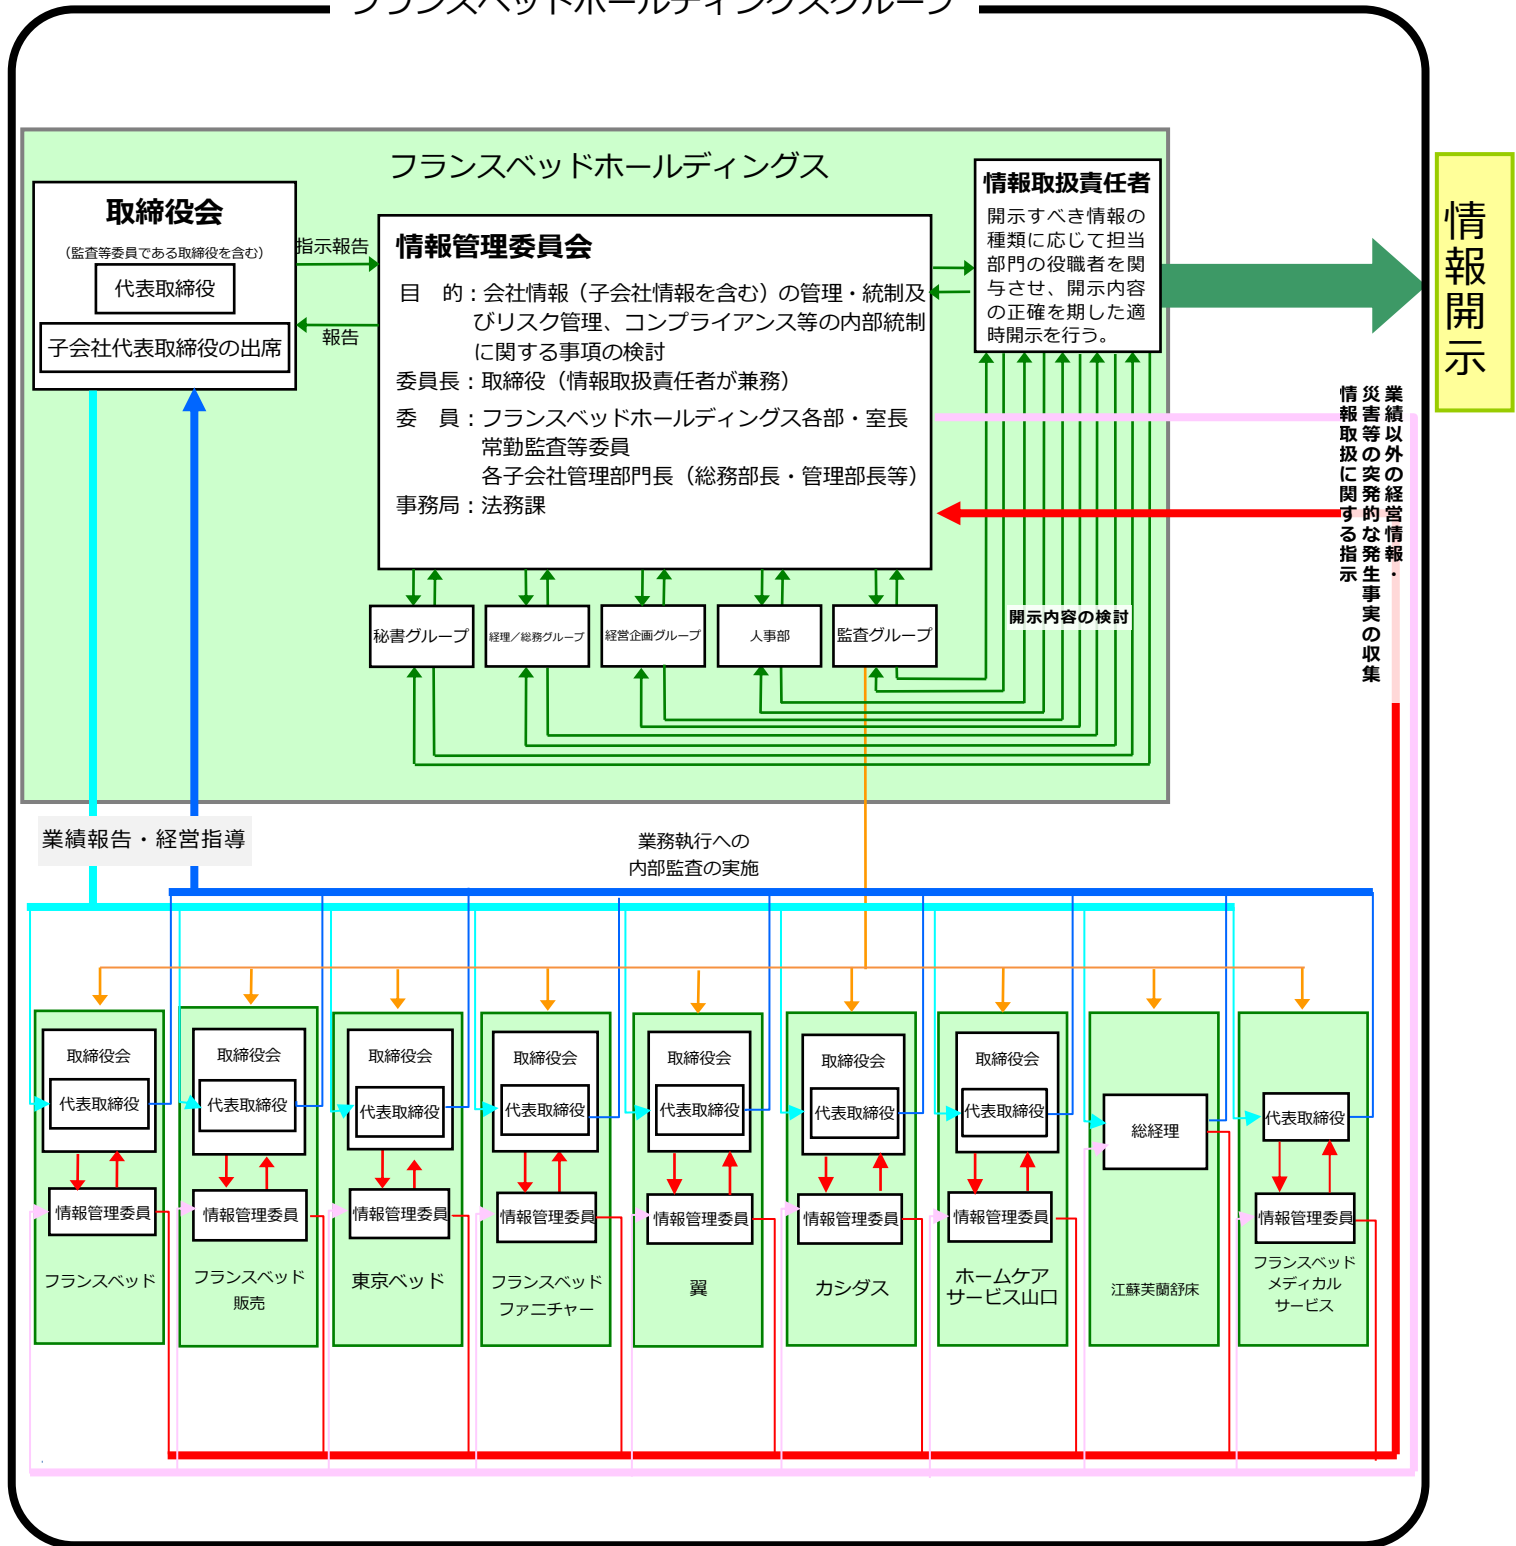 フランスベッドホールディングスグループ
フランスベッドホールディングス
取締役会
（監査等委員である取締役を含む）
代表取締役
子会社代表取締役の出席
指示報告
報告
情報管理委員会
目　的：会社情報（子会社情報を含む）の管理・統制及
びリスク管理、コンプライアンス等の内部統制
に関する事項の検討
委員長：取締役（情報取扱責任者が兼務）
委　員：フランスベッドホールディングス各部・室長
常勤監査等委員
各子会社管理部門長（総務部長・管理部長等）
事務局：法務課
情報取扱責任者
開示すべき情報の
種類に応じて担当
部門の役職者を関
与させ、開示内容
の正確を期した適
時開示を行う。
情報開示
業績以外の経営情報・
災害等の突発的な発生事実の収集
情報取扱に関する指示
秘書グループ
経理／総務グループ
経営企画グループ
人事部
監査グループ
開示内容の検討
業績報告・経営指導
業務執行への
内部監査の実施
取締役会
代表取締役
情報管理委員
フランスベッド
取締役会
代表取締役
情報管理委員
フランスベッド
販売
取締役会
代表取締役
情報管理委員
東京ベッド
取締役会
代表取締役
情報管理委員
フランスベッド
ファニチャー
取締役会
代表取締役
情報管理委員
翼
取締役会
代表取締役
情報管理委員
カシダス
取締役会
代表取締役
情報管理委員
ホームケア
サービス山口
総経理
江蘇芙蘭舒床
代表取締役
情報管理委員
フランスベッド
メディカル
サービス